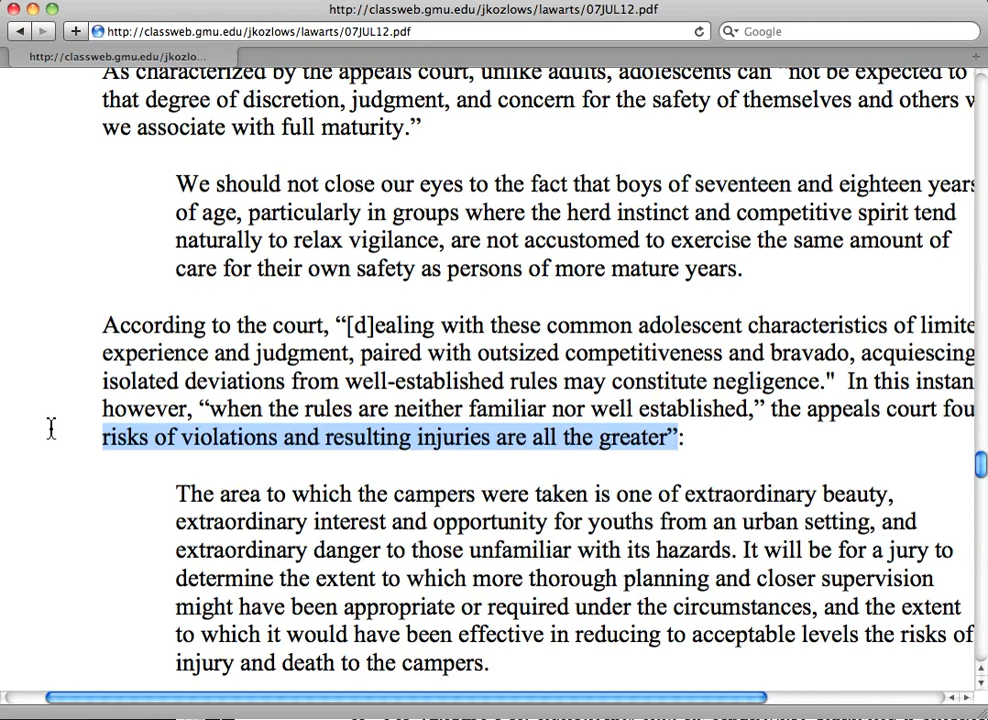 http://classweb.gmu.edu/jkozlows/lawarts/07JUL12.pdf
http://classweb.gmu.edu/jkozlows/lawarts/07JUL12.pdf
Google
http://classweb.gmu.edu/jkozlo...
As characterized by the appeals court, unlike adults, adolescents can "not be expected to
that degree of discretion, judgment, and concern for the safety of themselves and others w
we associate with full maturity.”
We should not close our eyes to the fact that boys of seventeen and eighteen years
of age, particularly in groups where the herd instinct and competitive spirit tend
naturally to relax vigilance, are not accustomed to exercise the same amount of
care for their own safety as persons of more mature years.
According to the court, “[d]ealing with these common adolescent characteristics of limite
experience and judgment, paired with outsized competitiveness and bravado, acquiescing
isolated deviations from well-established rules may constitute negligence."  In this instan
however, “when the rules are neither familiar nor well established,” the appeals court fou
risks of violations and resulting injuries are all the greater”:
The area to which the campers were taken is one of extraordinary beauty,
extraordinary interest and opportunity for youths from an urban setting, and
extraordinary danger to those unfamiliar with its hazards. It will be for a jury to
determine the extent to which more thorough planning and closer supervision
might have been appropriate or required under the circumstances, and the extent
to which it would have been effective in reducing to acceptable levels the risks of
injury and death to the campers.